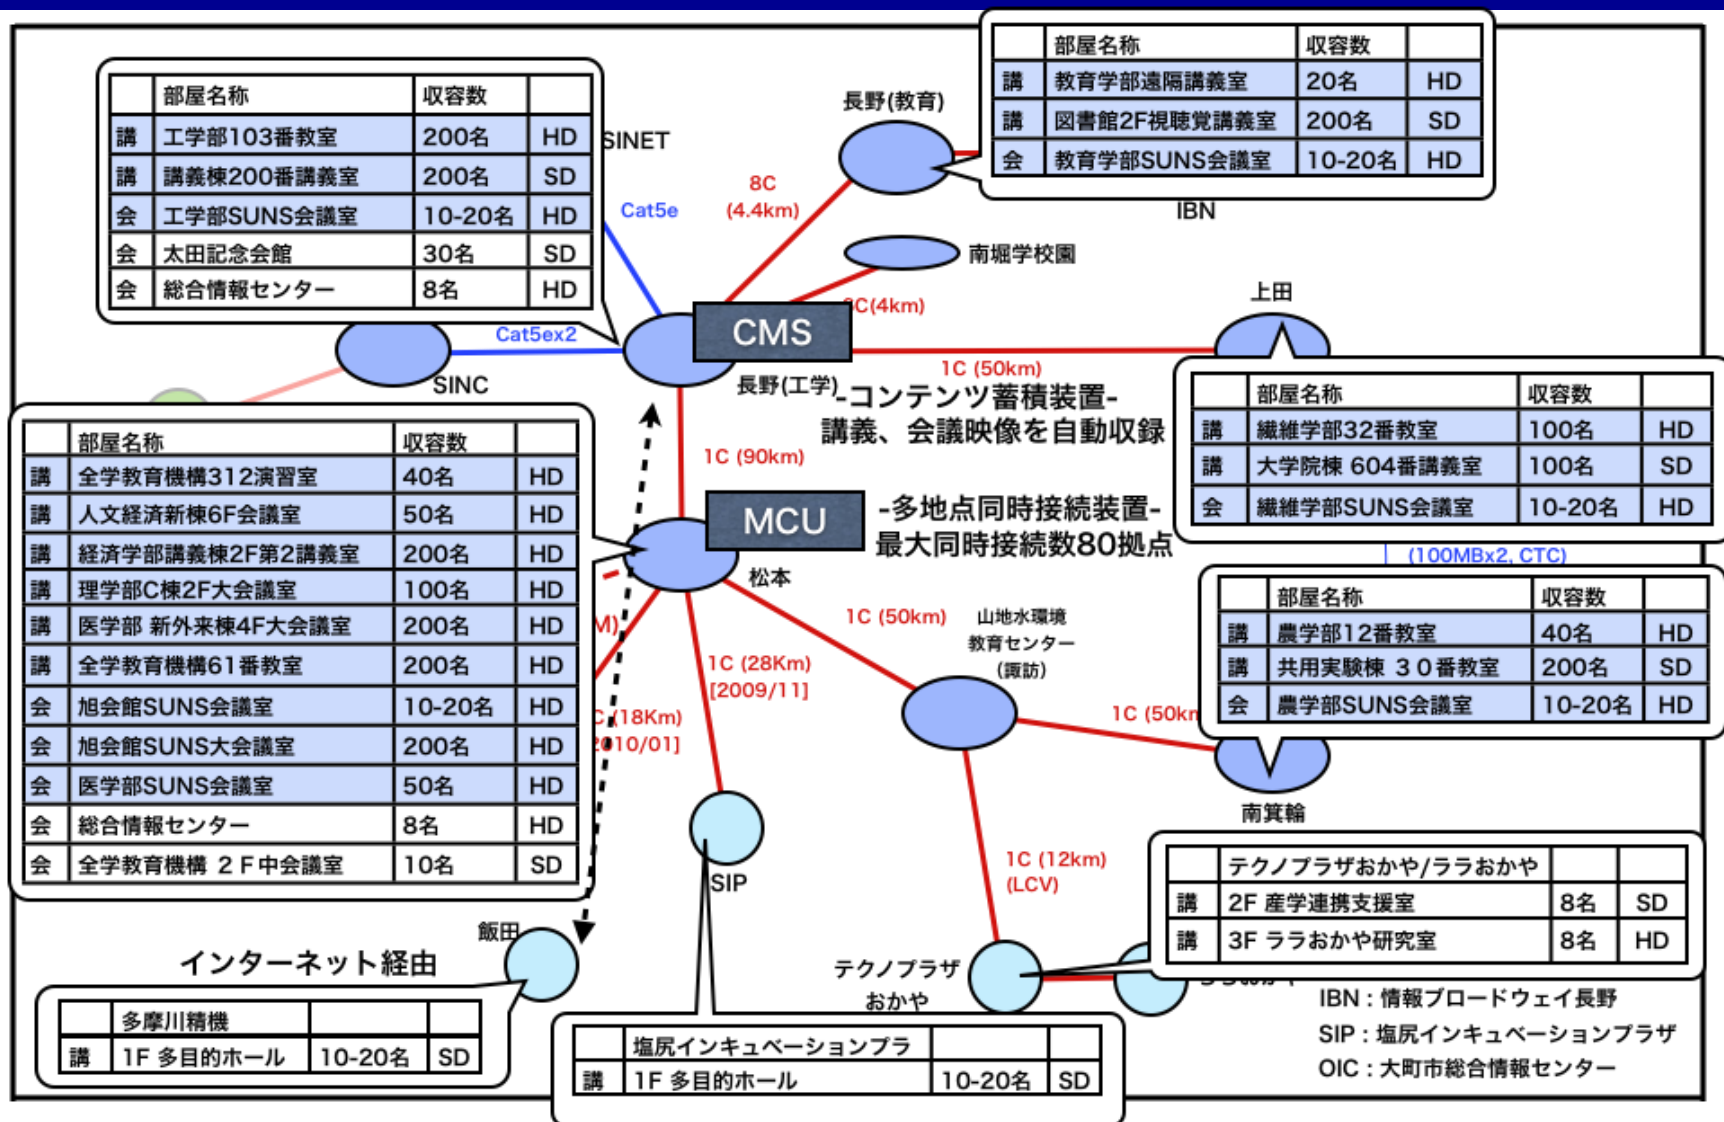 部屋名称 収容数
講 工学部103番教室 200名 HD
講 講義棟200番講義室 200名 SD
会 工学部SUNS会議室 10-20名 HD
会 太田記念会館 30名 SD
会 総合情報センター 8名 HD
SINET
Cat5e
長野(教育)
8C
(4.4km)
部屋名称 収容数
講 教育学部遠隔講義室 20名 HD
講 図書館2F視聴覚講義室 200名 SD
会 教育学部SUNS会議室 10-20名 HD
IBN
南堀学校園
C(4km)
上田
CMS
Cat5ex2
SINC
長野(工学)
1C (50km)
-コンテンツ蓄積装置-
講義、会議映像を自動収録
部屋名称 収容数
講 繊維学部32番教室 100名 HD
講 大学院棟 604番講義室 100名 SD
会 繊維学部SUNS会議室 10-20名 HD
(100MBx2, CTC)
1C (90km)
部屋名称 収容数
講 全学教育機構312演習室 40名 HD
講 人文経済新棟6F会議室 50名 HD
講 経済学部講義棟2F第2講義室 200名 HD
講 理学部C棟2F大会議室 100名 HD
講 医学部 新外来棟4F大会議室 200名 HD
講 全学教育機構61番教室 200名 HD
会 旭会館SUNS会議室 10-20名 HD
会 旭会館SUNS大会議室 200名 HD
会 医学部SUNS会議室 50名 HD
会 総合情報センター 8名 HD
会 全学教育機構 2F中会議室 10名 SD
MCU
松本
-多地点同時接続装置-
最大同時接続数80拠点
M)
1C (28Km)
[2009/11]
C (18Km)
2010/01]
1C (50km)
山地水環境
教育センター
(諏訪)
部屋名称 収容数
講 農学部12番教室 40名 HD
講 共用実験棟 30番教室 200名 SD
会 農学部SUNS会議室 10-20名 HD
1C (50km
南箕輪
SIP
1C (12km)
(LCV)
テクノプラザおかや/ララおかや
講 2F 産学連携支援室 8名 SD
講 3F ララおかや研究室 8名 HD
飯田
インターネット経由
多摩川精機
講 1F 多目的ホール 10-20名 SD
テクノプラザ
おかや
塩尻インキュベーションプラ
講 1F 多目的ホール 10-20名 SD
IBN : 情報ブロードウェイ長野
SIP : 塩尻インキュベーションプラザ
OIC : 大町市総合情報センター